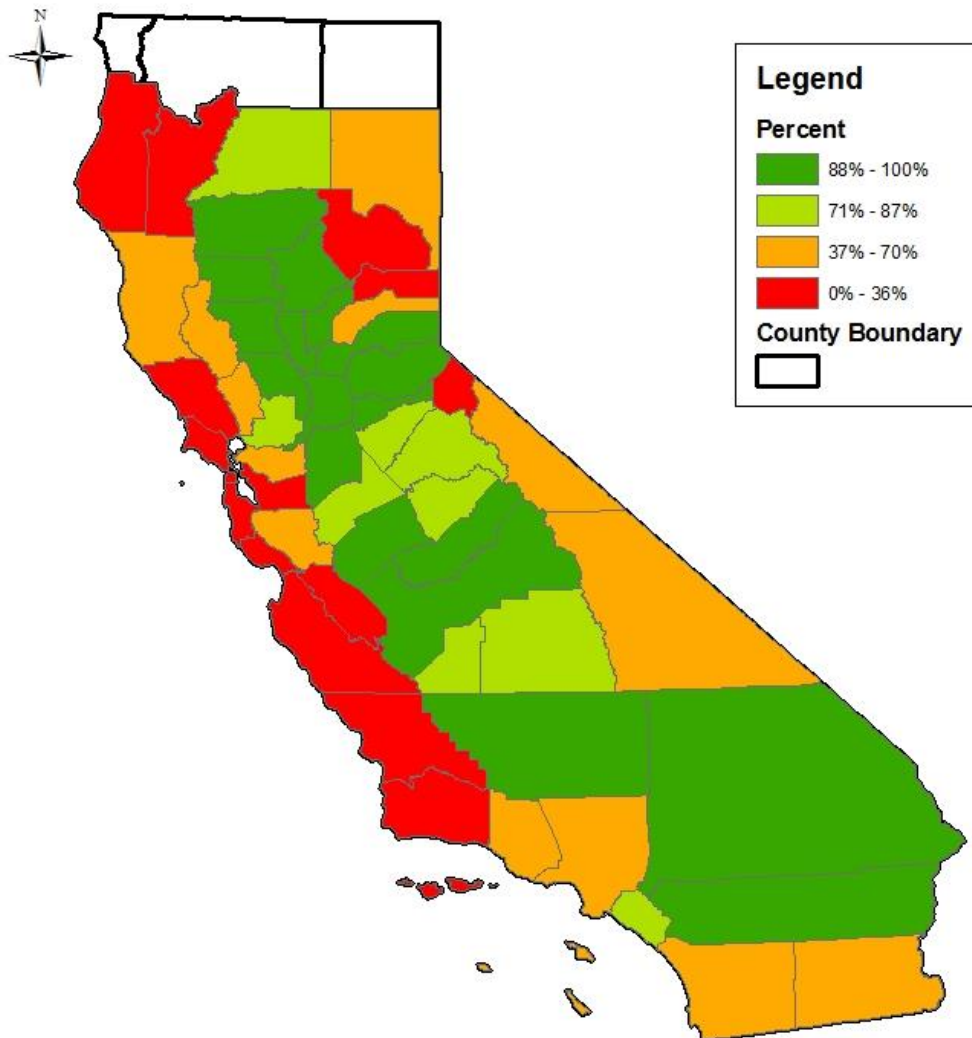 N
Legend
Percent
88% - 100%
71% - 87%
37% - 70%
0% - 36%
County Boundary